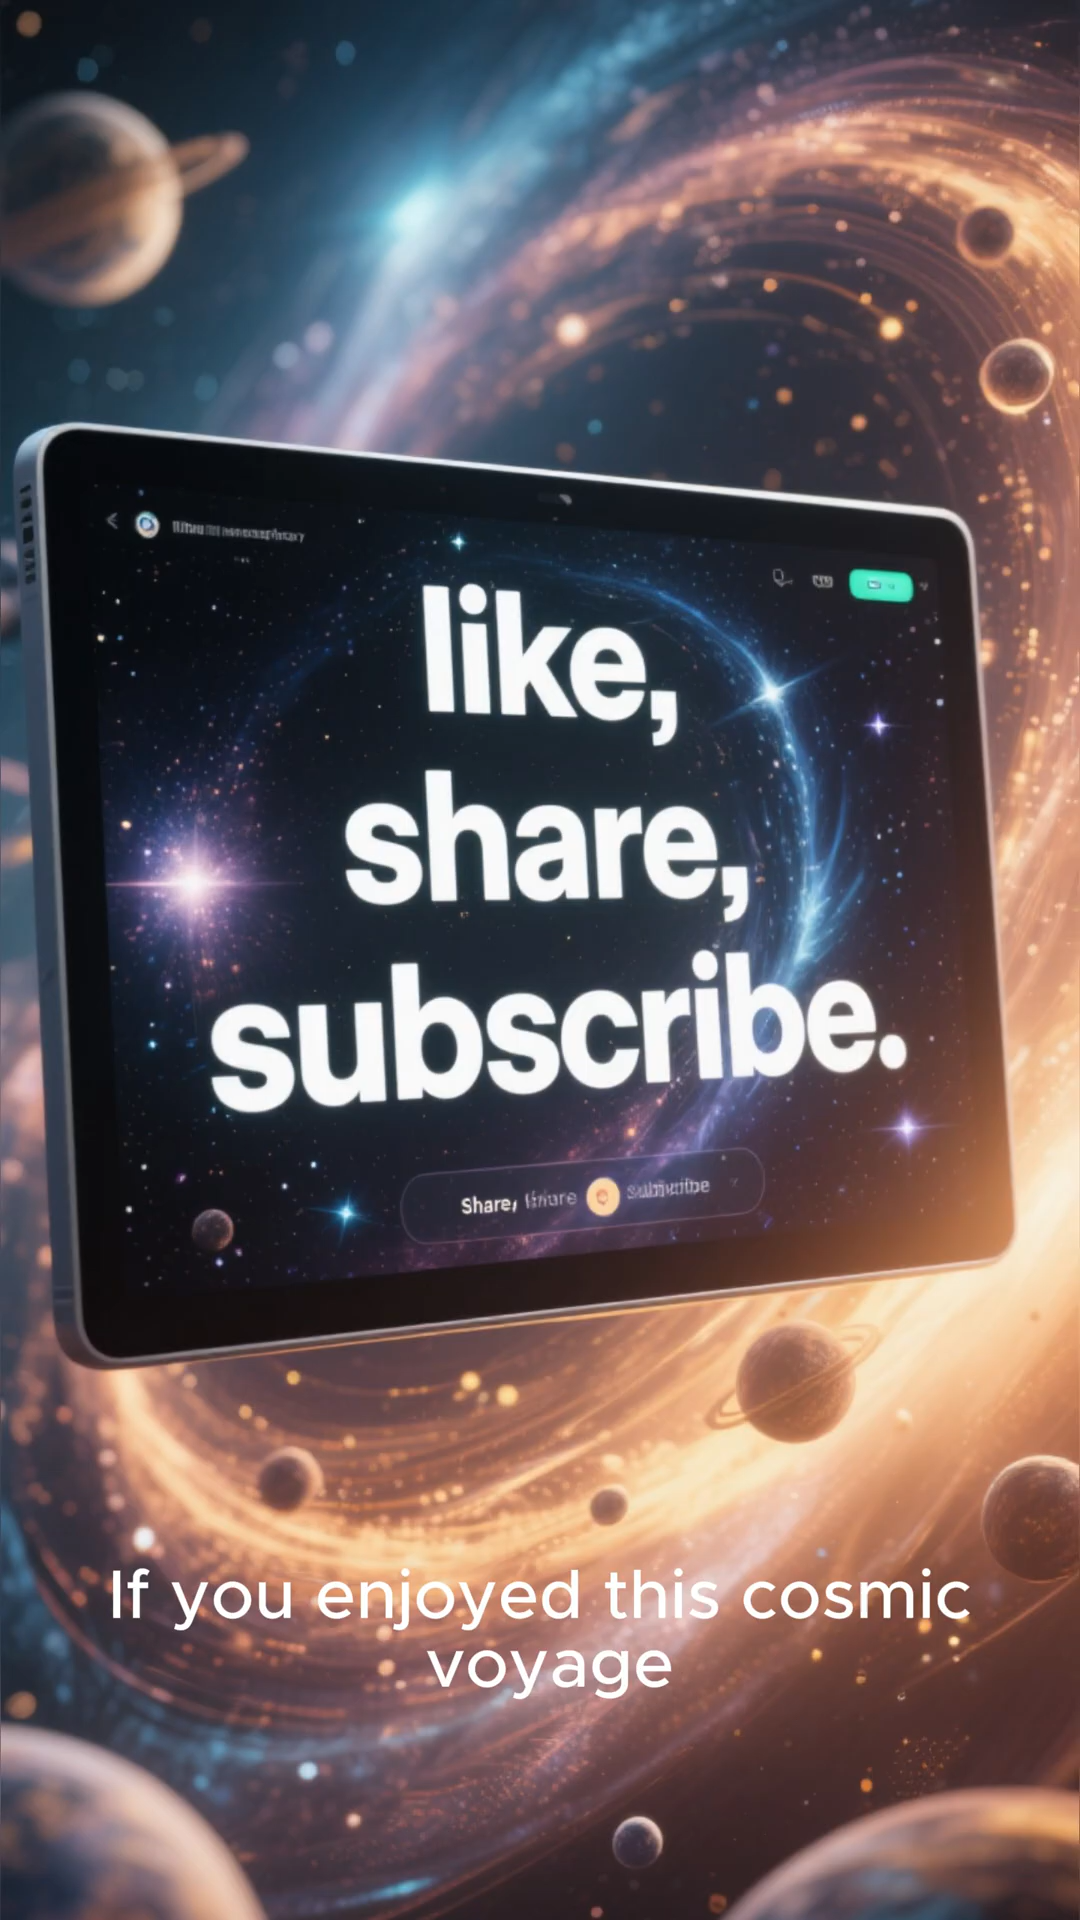 like,
share,
subscribe.
Share,
If you enjoyed this cosmic
voyage